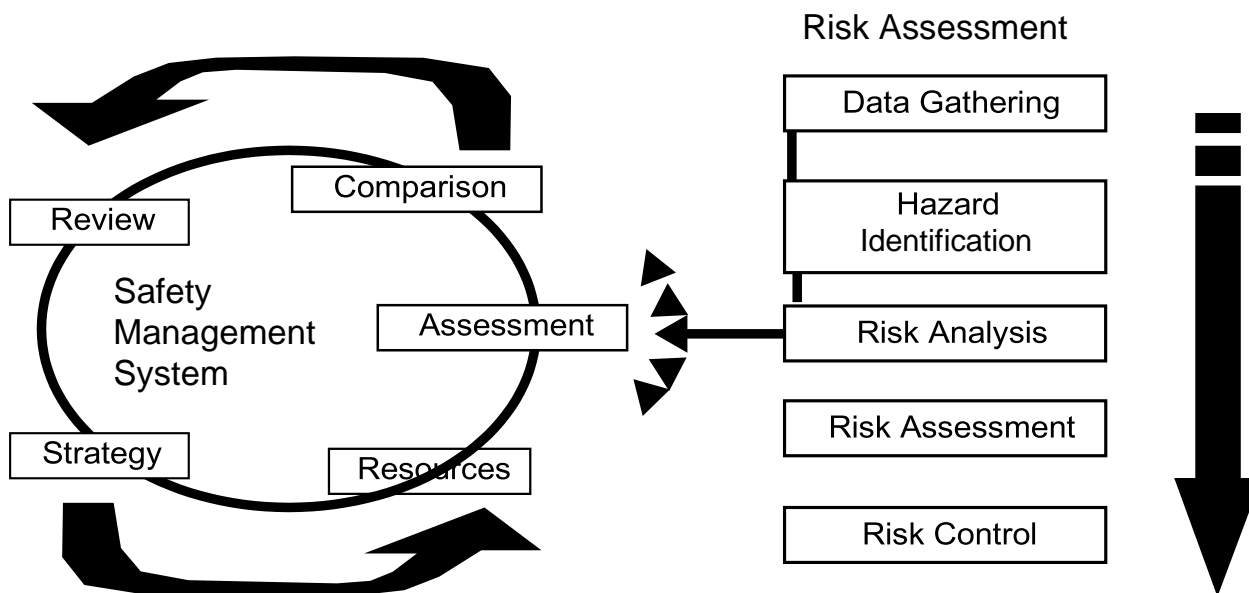 Risk Assessment
Data Gathering
Comparison
Hazard
Identification
Review
Safety
Management
System
Assessment
Risk Analysis
Risk Assessment
Strategy
Resources
Risk Control